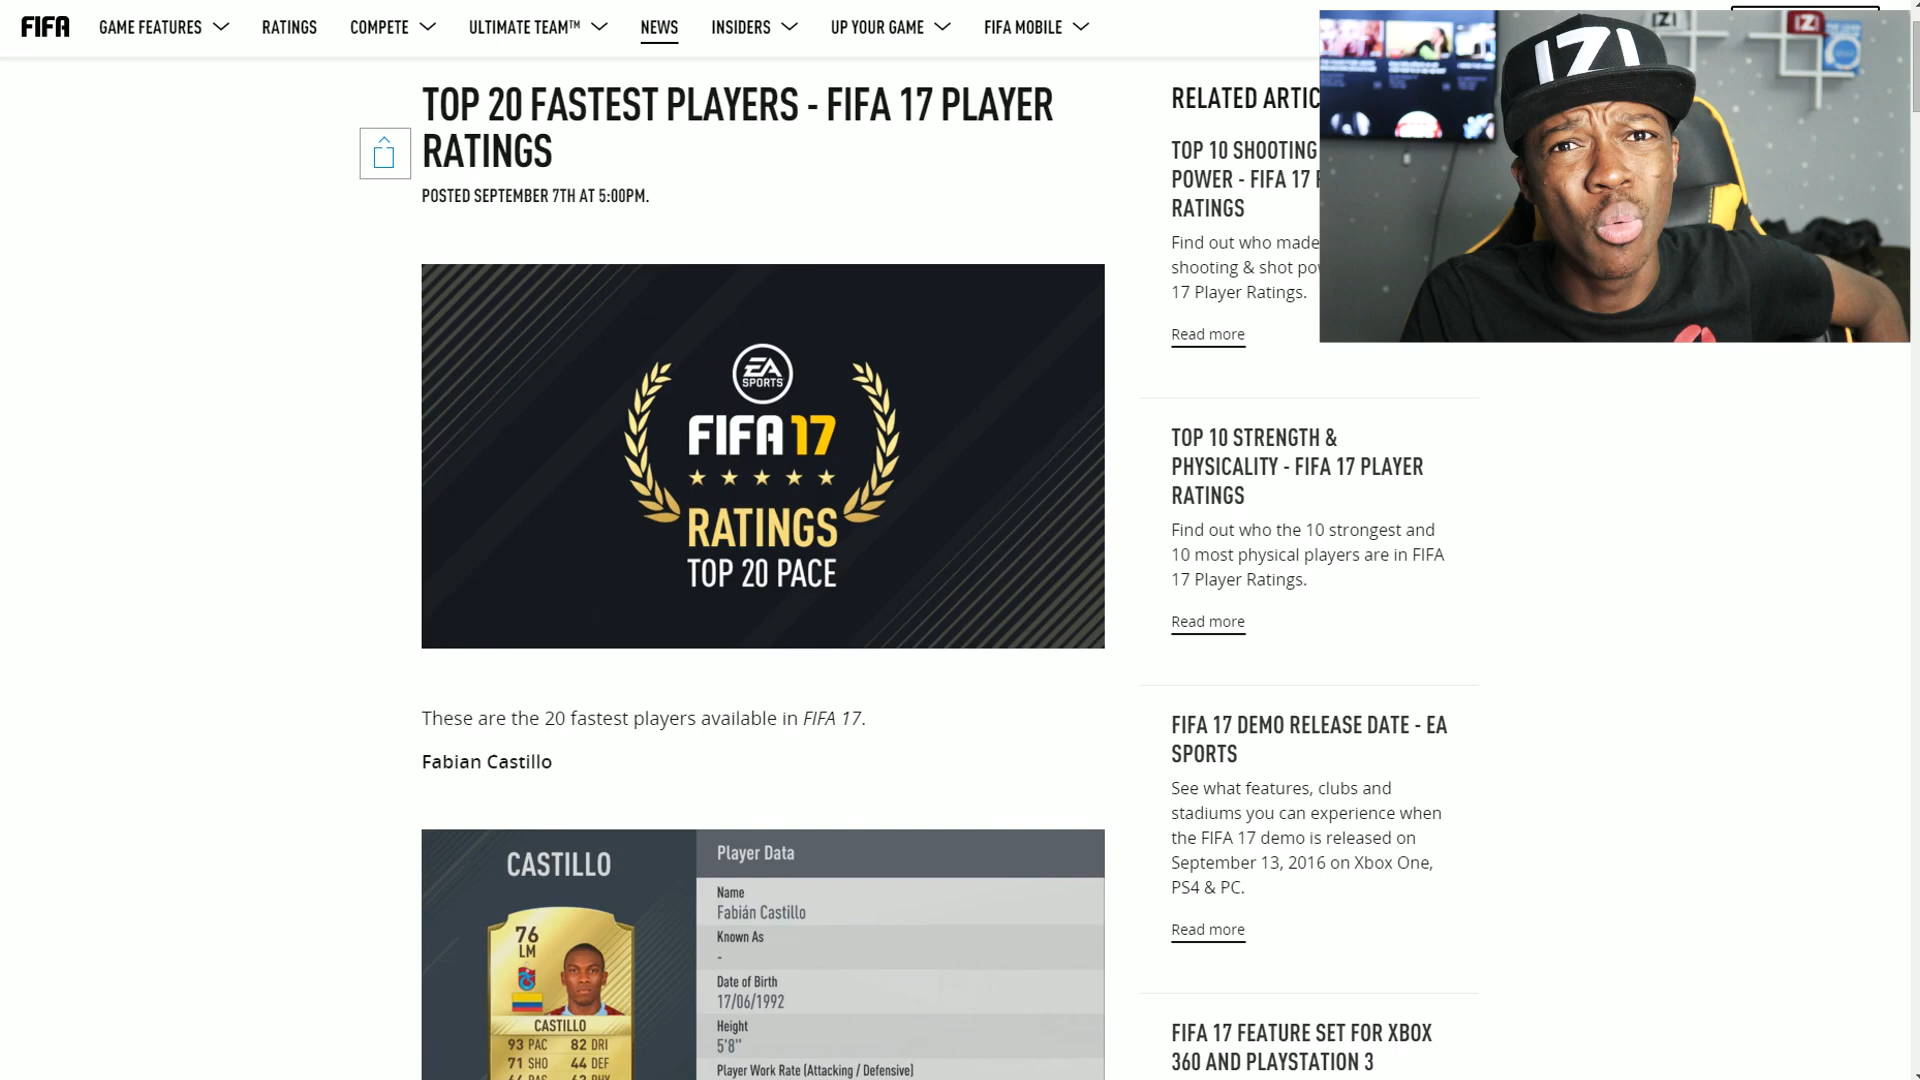 FIFA GAME FEATURES RATINGS COMPETE ULTIMATE TEAM™ NEWS INSIDERS UP YOUR GAME FIFA MOBILE
TOP 20 FASTEST PLAYERS - FIFA 17 PLAYER
RATINGS
POSTED SEPTEMBER 7TH AT 5:00PM.
EA
SPORTS
FIFA 17
RATINGS
TOP 20 PACE
These are the 20 fastest players available in FIFA 17.
Fabian Castillo
CASTILLO
76
LM
CASTILLO
93 PAC 82 DRI
71 SHO 44 DEF
Player Data
Name
Fabián Castillo
Known As
-
Date of Birth
17/06/1992
Height
5'8"
Player Work Rate (Attacking / Defensive)
RELATED ARTIC
TOP 10 SHOOTING
POWER - FIFA 17
RATINGS
Find out who made
shooting & shot po
17 Player Ratings.
Read more
TOP 10 STRENGTH &
PHYSICALITY - FIFA 17 PLAYER
RATINGS
Find out who the 10 strongest and
10 most physical players are in FIFA
17 Player Ratings.
Read more
FIFA 17 DEMO RELEASE DATE - EA
SPORTS
See what features, clubs and
stadiums you can experience when
the FIFA 17 demo is released on
September 13, 2016 on Xbox One,
PS4 & PC.
Read more
FIFA 17 FEATURE SET FOR XBOX
360 AND PLAYSTATION 3
IZI
IZ
IZ